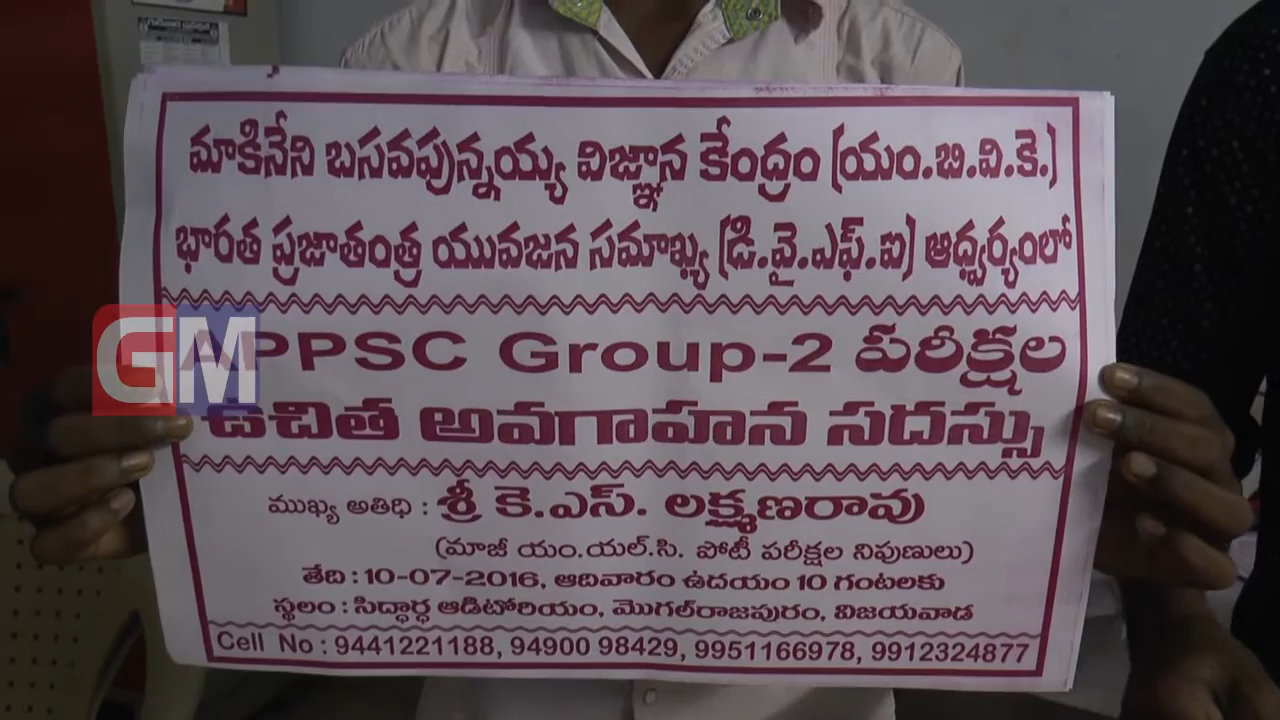 మాకినేని బసవపున్నయ్య విజ్ఞాన కేంద్రం (యం.బి.వి.కె.)
భారత ప్రజాతంత్ర యువజన సమాఖ్య (డి.వై.ఎఫ్.ఐ) ఆధ్వర్యంలో
GM
APPSC Group-2 పరీక్షల
ఉచిత అవగాహన సదస్సు
ముఖ్య అతిధి : శ్రీ కె.ఎస్. లక్ష్మణరావు
(మాజీ యం.యల్.సి. పోటీ పరీక్షల నిపుణులు)
తేది : 10-07-2016, ఆదివారం ఉదయం 10 గంటలకు
స్థలం : సిద్ధార్థ ఆడిటోరియం, మొగల్‌రాజపురం, విజయవాడ
Cell No : 9441221188, 94900 98429, 9951166978, 9912324877